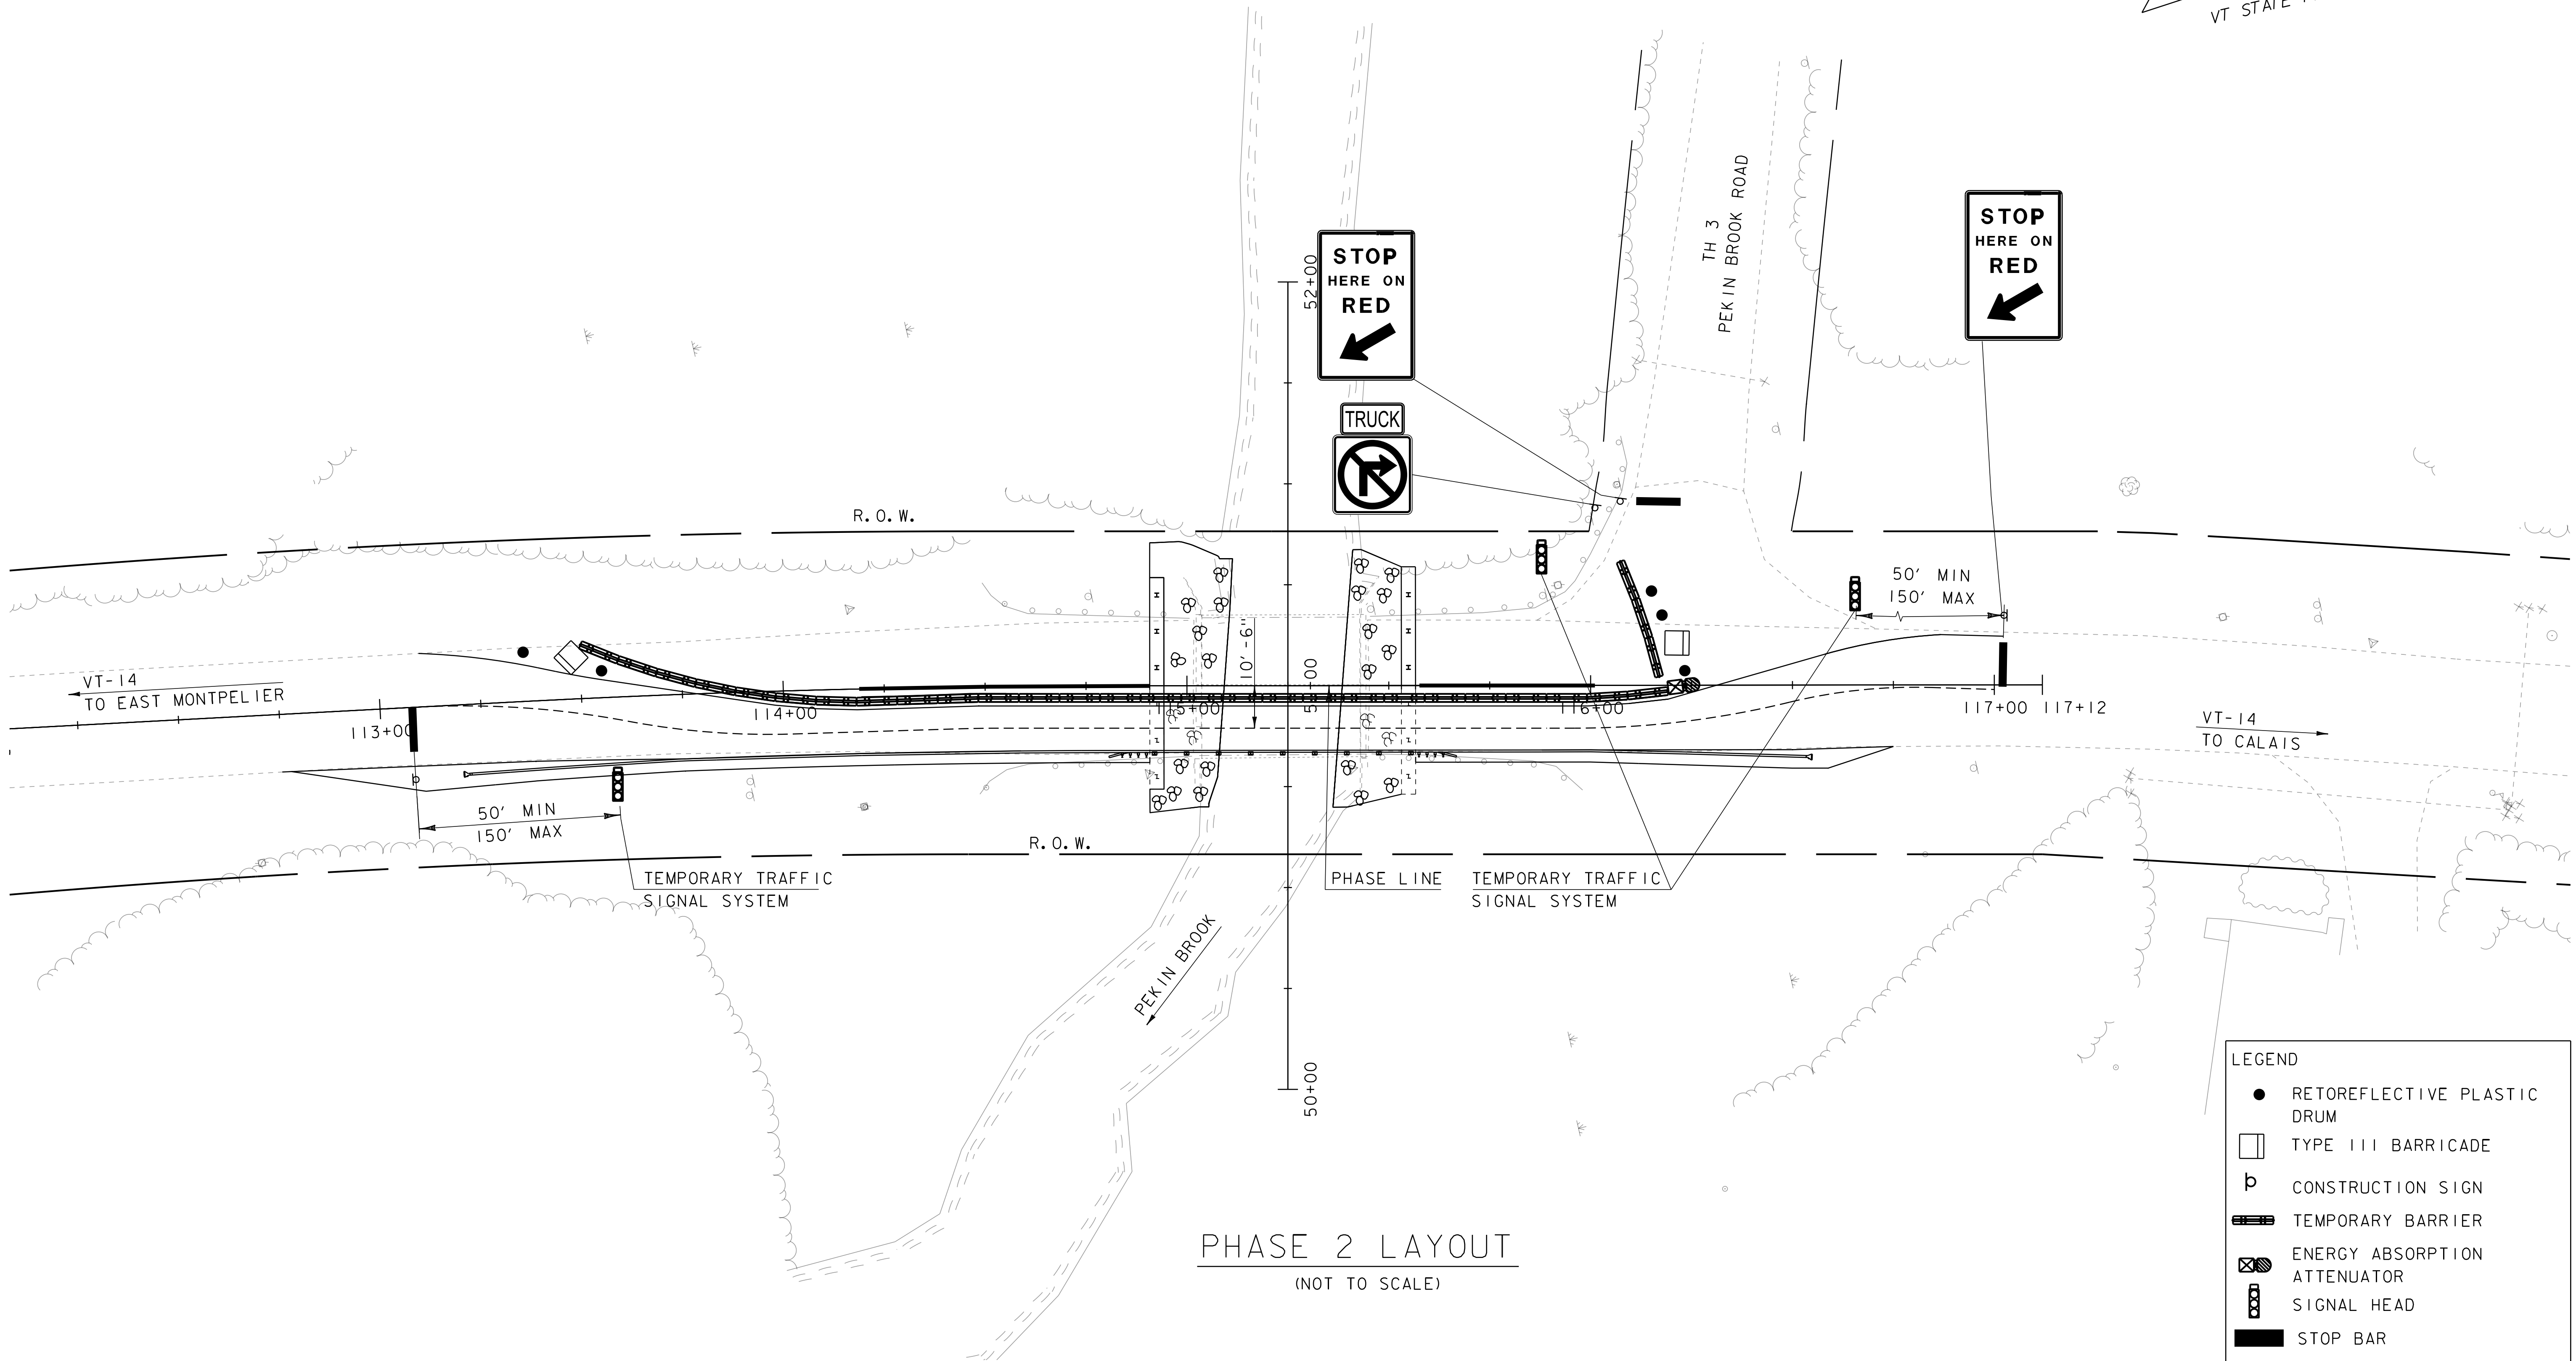 VT STATE
TH 3
PEKIN BROOK ROAD
STOP
HERE ON
RED
STOP
HERE ON
RED
52+00
TRUCK
R.O.W.
50' MIN
150' MAX
10'-6"
VT-14
TO EAST MONTPELIER
113+00
114+00
115+00
51+00
116+00
117+00
117+12
VT-14
TO CALAIS
50' MIN
150' MAX
R.O.W.
TEMPORARY TRAFFIC
SIGNAL SYSTEM
PHASE LINE
TEMPORARY TRAFFIC
SIGNAL SYSTEM
PEKIN BROOK
50+00
PHASE 2 LAYOUT
(NOT TO SCALE)
LEGEND
RETOREFLECTIVE PLASTIC
DRUM
TYPE III BARRICADE
CONSTRUCTION SIGN
TEMPORARY BARRIER
ENERGY ABSORPTION
ATTENUATOR
SIGNAL HEAD
STOP BAR